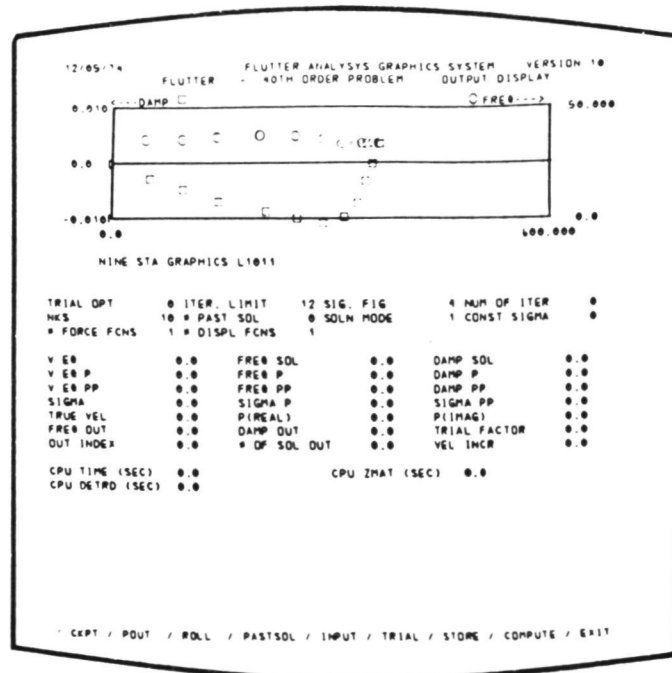 12/05/74 FLUTTER ANALYSYS GRAPHICS SYSTEM VERSION 10
FLUTTER - 40TH ORDER PROBLEM OUTPUT DISPLAY
<---DAMP FREQ--->
0.010 50.000
0.0
-0.010 0.0
0.0 600.000
NINE STA GRAPHICS L1011
TRIAL OPT 0 ITER. LIMIT 12 SIG. FIG 4 NUM OF ITER 0
NKS 10 # PAST SOL 0 SOLN MODE 1 CONST SIGMA 0
# FORCE FCNS 1 # DISPL FCNS 1
V EQ 0.0 FREQ SOL 0.0 DAMP SOL 0.0
V EQ P 0.0 FREQ P 0.0 DAMP P 0.0
V EQ PP 0.0 FREQ PP 0.0 DAMP PP 0.0
SIGMA 0.0 SIGMA P 0.0 SIGMA PP 0.0
TRUE VEL 0.0 P(REAL) 0.0 P(IMAG) 0.0
FREQ OUT 0.0 DAMP OUT 0.0 TRIAL FACTOR 0.0
OUT INDEX 0.0 # OF SOL OUT 0.0 VEL INCR 0.0
CPU TIME (SEC) 0.0 CPU ZMAT (SEC) 0.0
CPU DETRD (SEC) 0.0
/ CKPT / POUT / ROLL / PASTSOL / INPUT / TRIAL / STORE / COMPUTE / EXIT